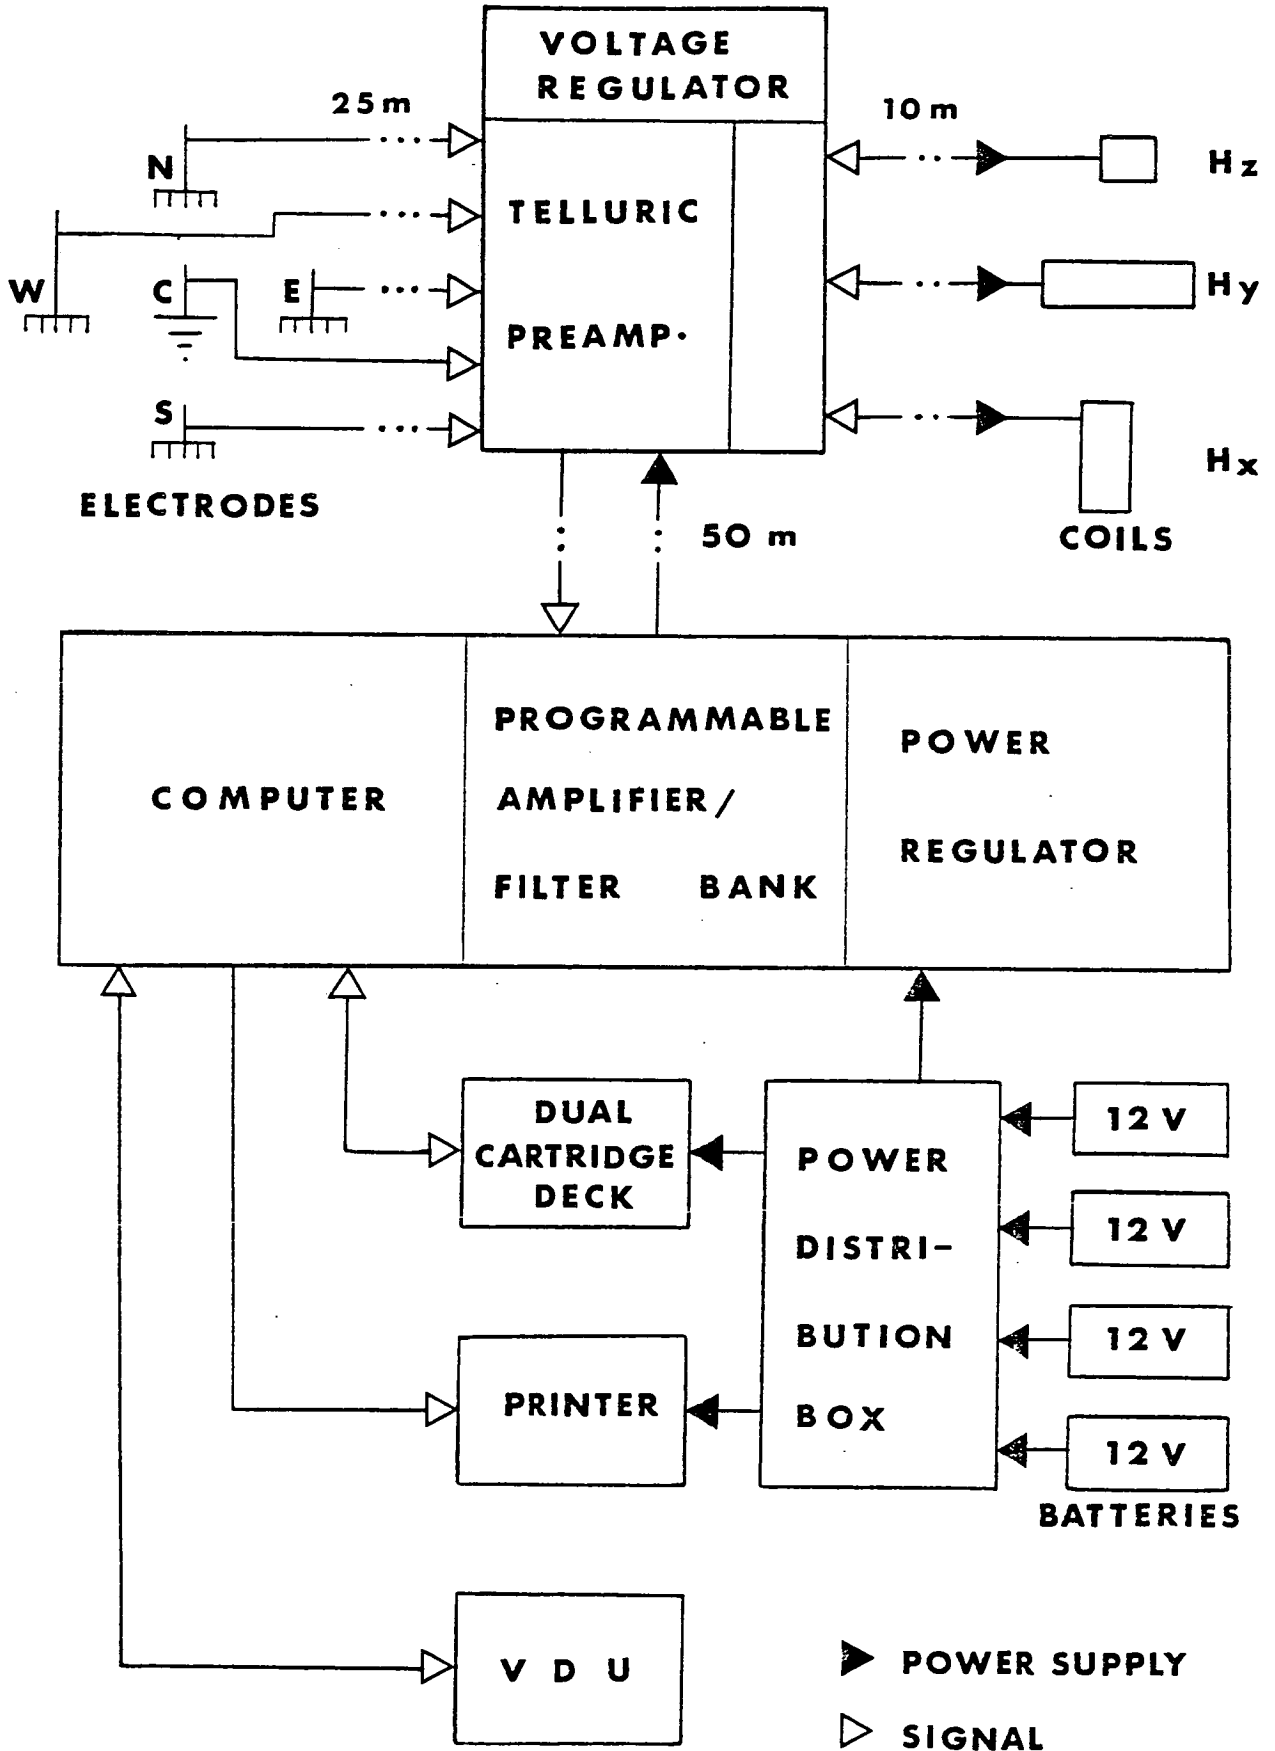 VOLTAGE
REGULATOR
25m
10m
N
Hz
TELLURIC
W
C
E
Hy
PREAMP.
S
Hx
ELECTRODES
50 m
COILS
PROGRAMMABLE
POWER
COMPUTER
AMPLIFIER/
REGULATOR
FILTER BANK
DUAL
CARTRIDGE
DECK
12 V
POWER
12 V
DISTRI-
BUTION
12 V
BOX
PRINTER
12 V
BATTERIES
V D U
POWER SUPPLY
SIGNAL